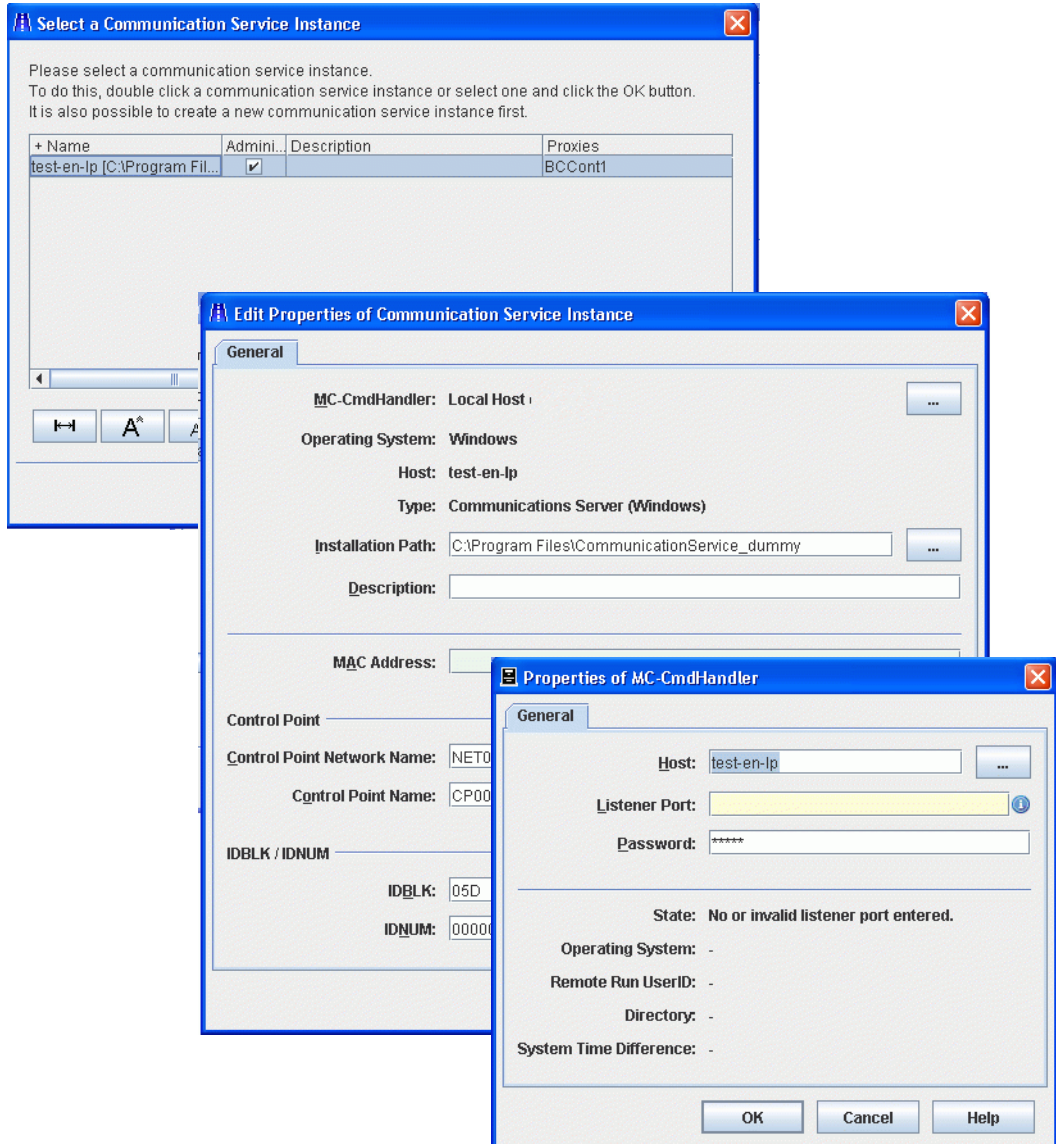 Select a Communication Service Instance
Please select a communication service instance.
To do this, double click a communication service instance or select one and click the OK button.
It is also possible to create a new communication service instance first.
+ Name Admini... Description Proxies
test-en-lp [C:\Program Fil... BCCont1
A
Edit Properties of Communication Service Instance
General
MC-CmdHandler: Local Host
...
Operating System: Windows
Host: test-en-lp
Type: Communications Server (Windows)
Installation Path: C:\Program Files\CommunicationService_dummy ...
Description:
MAC Address:
Control Point
Control Point Network Name: NET0
Control Point Name: CP00
IDBLK / IDNUM
IDBLK: 05D
IDNUM: 00000
Properties of MC-CmdHandler
General
Host: test-en-lp ...
Listener Port:
Password: *****
State: No or invalid listener port entered.
Operating System: -
Remote Run UserID: -
Directory: -
System Time Difference: -
OK Cancel Help